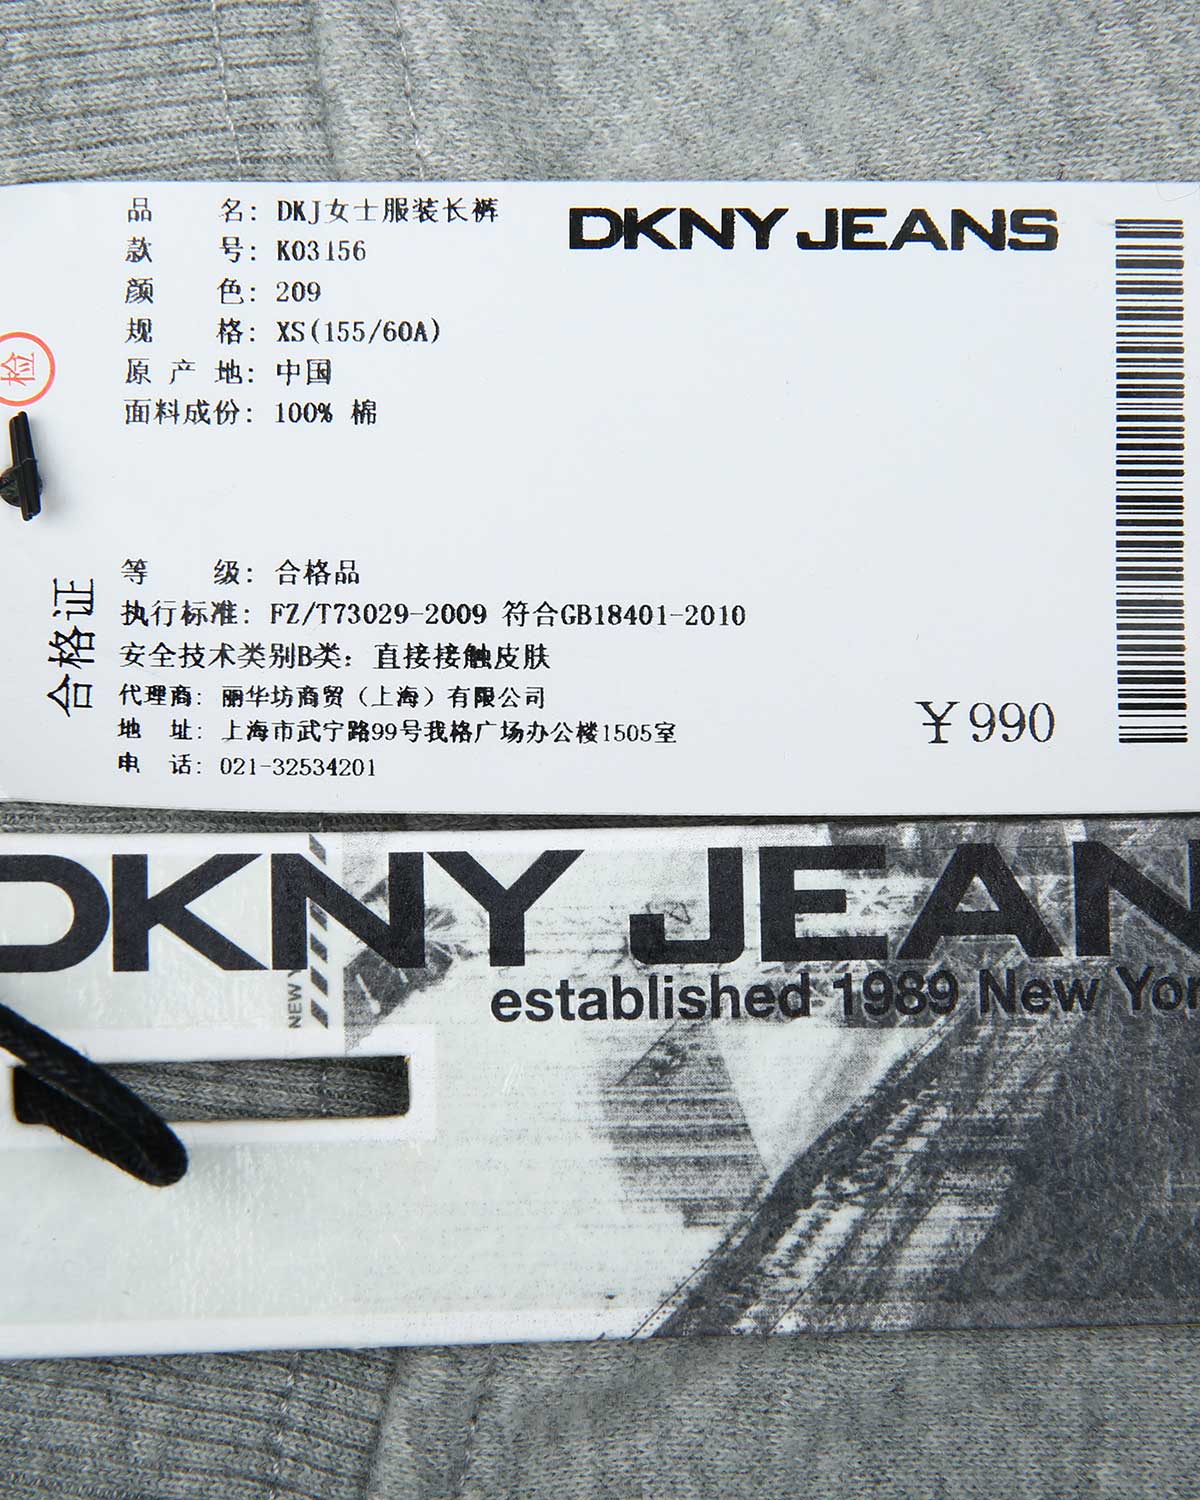 品 名: DKJ女士服装长裤
DKNY JEANS
款 号: K03156
颜 色: 209
规 格: XS(155/60A)
原 产 地: 中国
面料成份: 100% 棉
检
合格证
等 级: 合格品
执行标准: FZ/T73029-2009 符合GB18401-2010
安全技术类别B类: 直接接触皮肤
代理商: 丽华坊商贸（上海）有限公司
地 址: 上海市武宁路99号我格广场办公楼1505室
电 话: 021-32534201
¥990
DKNY JEAN
established 1989 New Yor
NEW Y